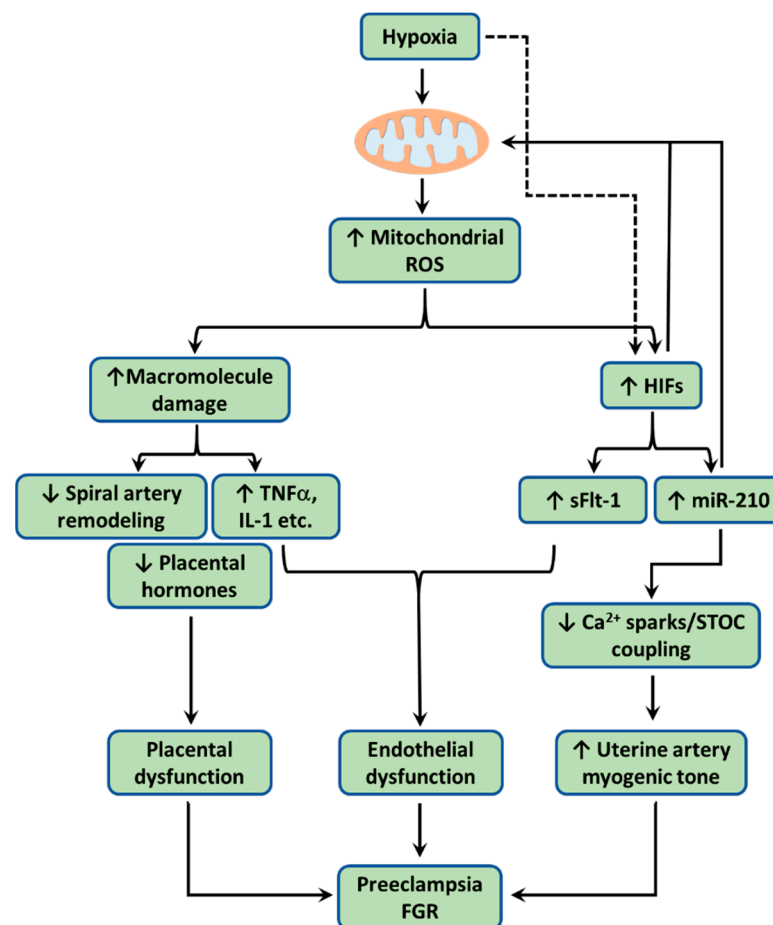 Hypoxia
↑ Mitochondrial
ROS
↑Macromolecule
damage
↑ HIFs
↓ Spiral artery
remodeling
↑ TNFα,
IL-1 etc.
↑ sFlt-1
↑ miR-210
↓ Placental
hormones
↓ Ca²⁺ sparks/STOC
coupling
Placental
dysfunction
Endothelial
dysfunction
↑ Uterine artery
myogenic tone
Preeclampsia
FGR